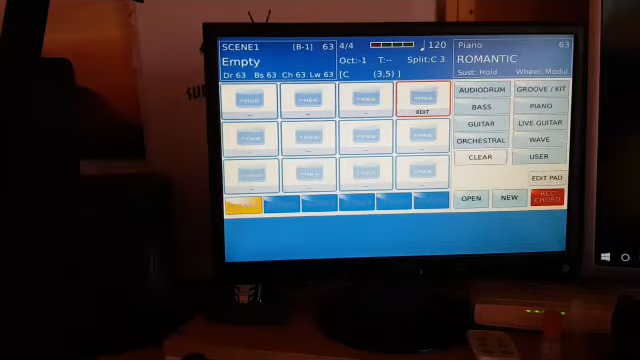 SCENE1 [B-1] 63
Empty
Dr 63 Bs 63 Ch 63 Lw 63
4/4 120
Oct:-1 T:-- Split:C 3
[C (3,5) ]
Piano 63
ROMANTIC
Sust: Hold Wheel: Modul
EDIT
AUDIODRUM GROOVE / KIT
BASS PIANO
GUITAR LIVE GUITAR
ORCHESTRAL WAVE
CLEAR USER
EDIT PAD
OPEN NEW REC CHORD